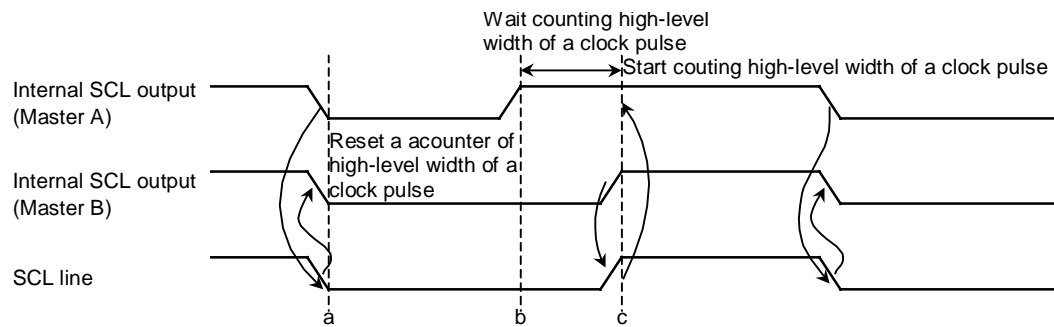 Wait counting high-level
width of a clock pulse
Start couting high-level width of a clock pulse
Internal SCL output
(Master A)
Reset a acounter of
high-level width of a
clock pulse
Internal SCL output
(Master B)
SCL line
a
b
c